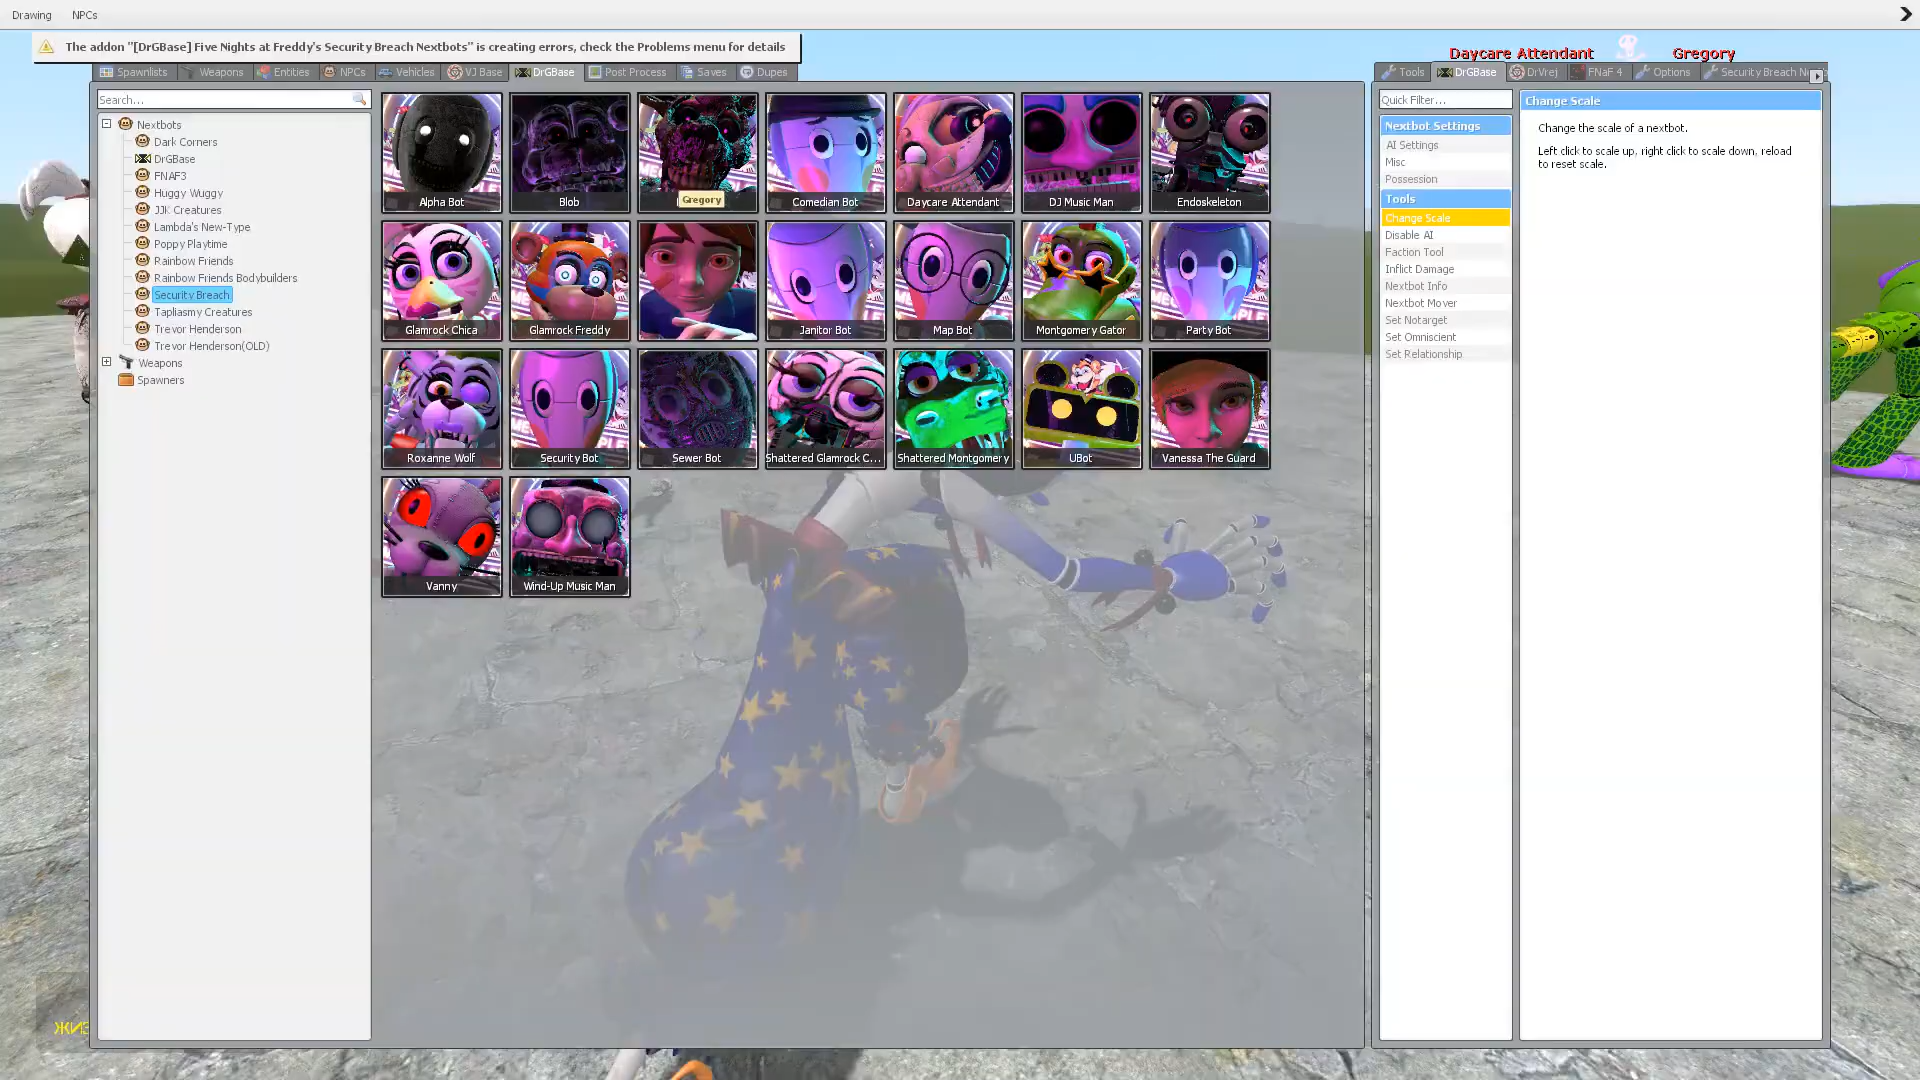 Drawing NPCs
The addon "[DrGBase] Five Nights at Freddy's Security Breach Nextbots" is creating errors, check the Problems menu for details
Daycare Attendant Gregory
Spawnlists Weapons Entities NPCs Vehicles VJ Base DrGBase Post Process Saves Dupes
Search...
Nextbots
Dark Corners
DrGBase
FNAF3
Huggy Wuggy
JJK Creatures
Lambda's New-Type
Poppy Playtime
Rainbow Friends
Rainbow Friends Bodybuilders
Security Breach
Tapliasmy Creatures
Trevor Henderson
Trevor Henderson(OLD)
Weapons
Spawners
Alpha Bot Blob Gregory Comedian Bot Daycare Attendant DJ Music Man Endoskeleton
Glamrock Chica Glamrock Freddy Janitor Bot Map Bot Montgomery Gator Party Bot
Roxanne Wolf Security Bot Sewer Bot Shattered Glamrock C... Shattered Montgomery UBot Vanessa The Guard
Vanny Wind-Up Music Man
Tools DrGBase DrVrej FNaF 4 Options Security Breach
Quick Filter...
Nextbot Settings
AI Settings
Misc
Possession
Tools
Change Scale
Disable AI
Faction Tool
Inflict Damage
Nextbot Info
Nextbot Mover
Set Notarget
Set Omniscient
Set Relationship
Change Scale
Change the scale of a nextbot.
Left click to scale up, right click to scale down, reload
to reset scale.